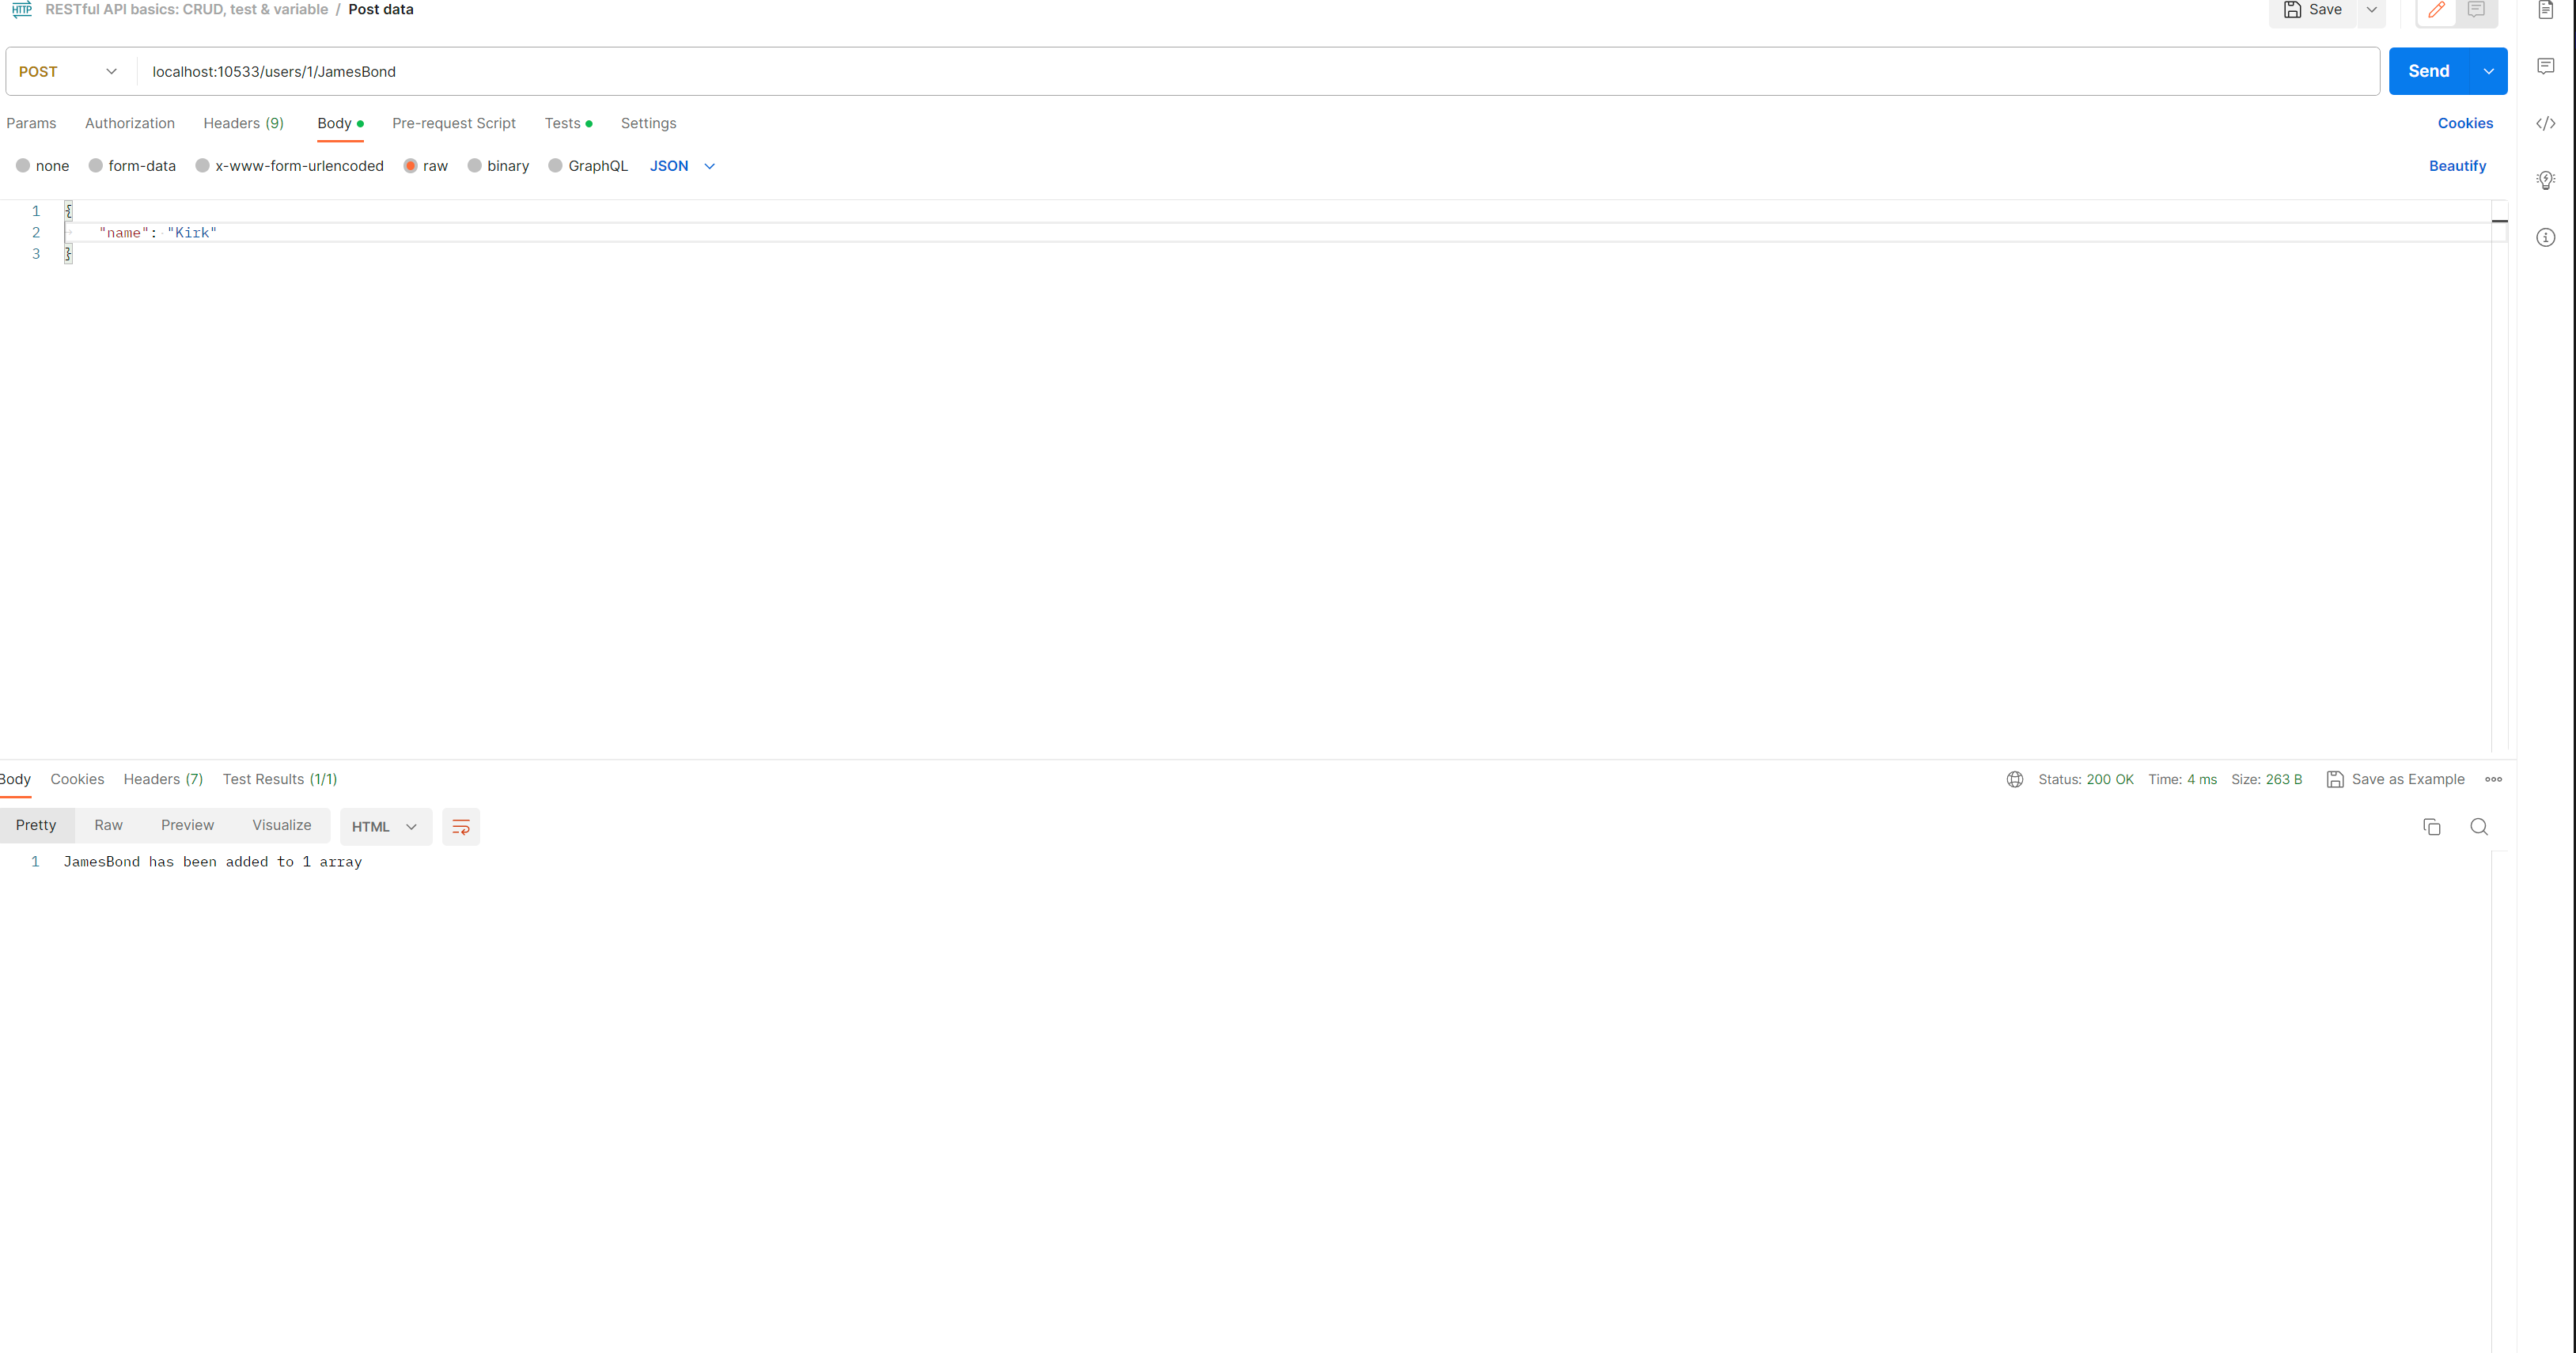 HTTP RESTful API basics: CRUD, test & variable / Post data Save
POST localhost:10533/users/1/JamesBond Send
Params Authorization Headers (9) Body Pre-request Script Tests Settings Cookies
none form-data x-www-form-urlencoded raw binary GraphQL JSON Beautify
1 {
2 "name": "Kirk"
3 }
Body Cookies Headers (7) Test Results (1/1) Status: 200 OK Time: 4 ms Size: 263 B Save as Example
Pretty Raw Preview Visualize HTML
1 JamesBond has been added to 1 array